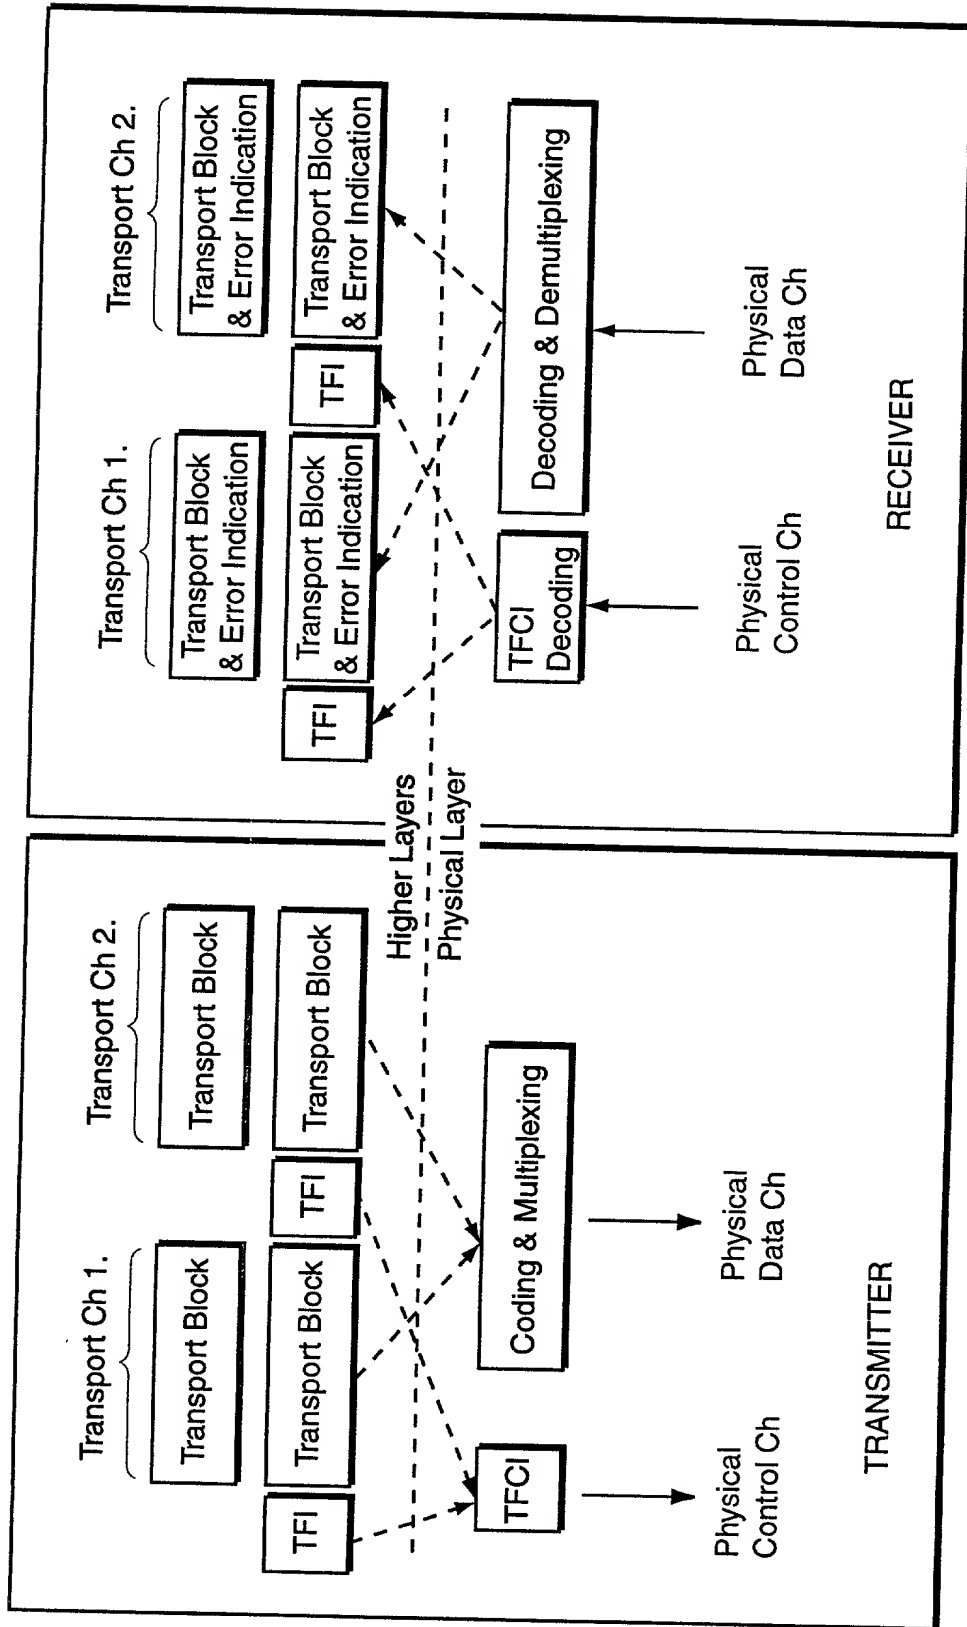 Transport Ch 1.
Transport Ch 2.
Transport Block
Transport Block
TFI
Transport Block
TFI
Transport Block
Higher Layers
Physical Layer
TFCI
Coding & Multiplexing
Physical
Control Ch
Physical
Data Ch
TRANSMITTER
Transport Ch 1.
Transport Ch 2.
Transport Block
& Error Indication
Transport Block
& Error Indication
TFI
Transport Block
& Error Indication
TFI
Transport Block
& Error Indication
TFCI
Decoding
Decoding & Demultiplexing
Physical
Control Ch
Physical
Data Ch
RECEIVER